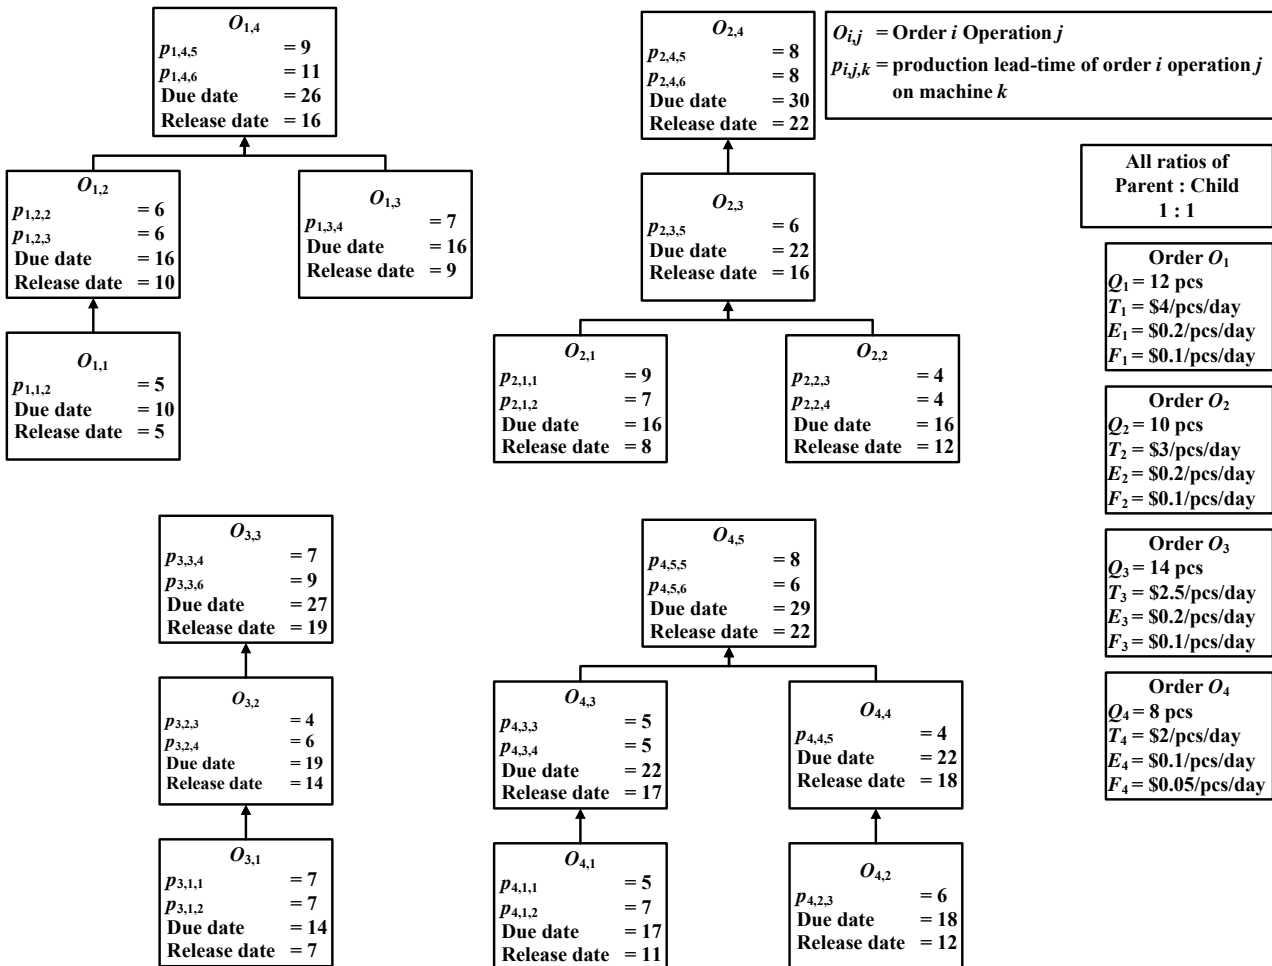 O1,4
p1,4,5 = 9
p1,4,6 = 11
Due date = 26
Release date = 16
O2,4
p2,4,5 = 8
p2,4,6 = 8
Due date = 30
Release date = 22
Oi,j = Order i Operation j
pi,j,k = production lead-time of order i operation j
on machine k
All ratios of
Parent : Child
1 : 1
O1,2
p1,2,2 = 6
p1,2,3 = 6
Due date = 16
Release date = 10
O1,3
p1,3,4 = 7
Due date = 16
Release date = 9
O2,3
p2,3,5 = 6
Due date = 22
Release date = 16
Order O1
Q1 = 12 pcs
T1 = $4/pcs/day
E1 = $0.2/pcs/day
F1 = $0.1/pcs/day
O1,1
p1,1,2 = 5
Due date = 10
Release date = 5
O2,1
p2,1,1 = 9
p2,1,2 = 7
Due date = 16
Release date = 8
O2,2
p2,2,3 = 4
p2,2,4 = 4
Due date = 16
Release date = 12
Order O2
Q2 = 10 pcs
T2 = $3/pcs/day
E2 = $0.2/pcs/day
F2 = $0.1/pcs/day
O3,3
p3,3,4 = 7
p3,3,6 = 9
Due date = 27
Release date = 19
O4,5
p4,5,5 = 8
p4,5,6 = 6
Due date = 29
Release date = 22
Order O3
Q3 = 14 pcs
T3 = $2.5/pcs/day
E3 = $0.2/pcs/day
F3 = $0.1/pcs/day
O3,2
p3,2,3 = 4
p3,2,4 = 6
Due date = 19
Release date = 14
O4,3
p4,3,3 = 5
p4,3,4 = 5
Due date = 22
Release date = 17
O4,4
p4,4,5 = 4
Due date = 22
Release date = 18
Order O4
Q4 = 8 pcs
T4 = $2/pcs/day
E4 = $0.1/pcs/day
F4 = $0.05/pcs/day
O3,1
p3,1,1 = 7
p3,1,2 = 7
Due date = 14
Release date = 7
O4,1
p4,1,1 = 5
p4,1,2 = 7
Due date = 17
Release date = 11
O4,2
p4,2,3 = 6
Due date = 18
Release date = 12